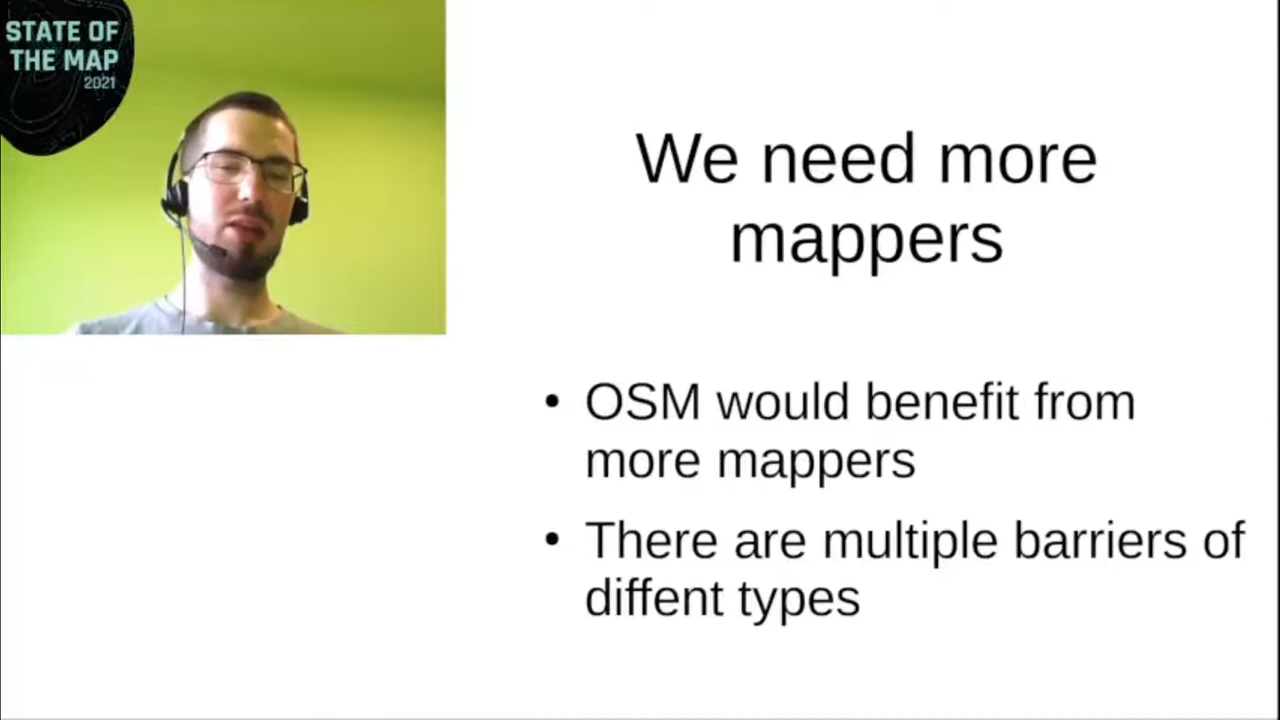 STATE OF
THE MAP
2021
We need more
mappers
• OSM would benefit from
more mappers
• There are multiple barriers of
diffent types